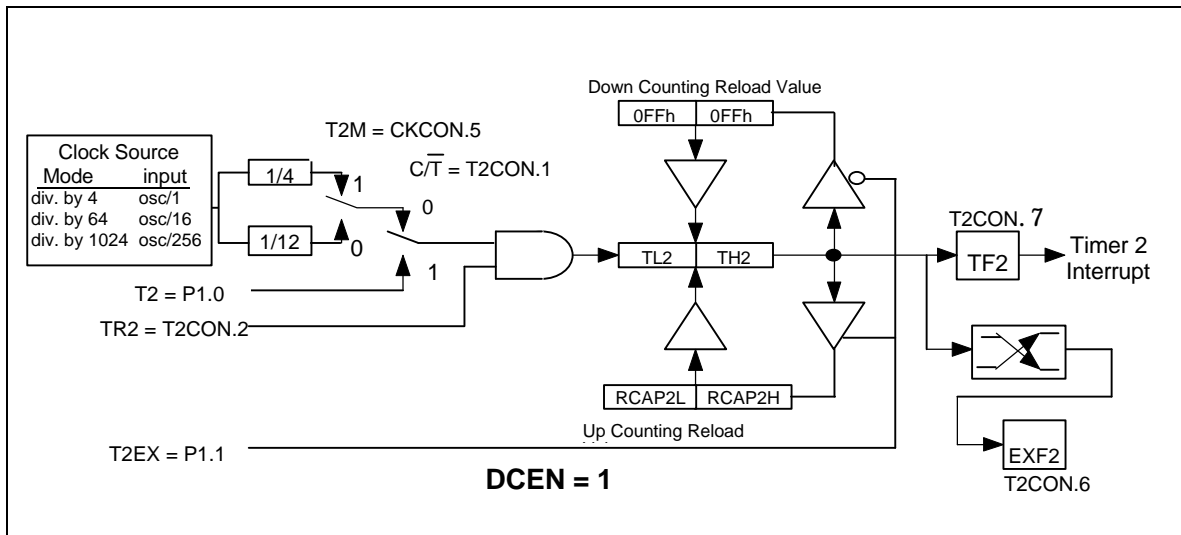 Down Counting Reload Value
0FFh 0FFh
T2M = CKCON.5
Clock Source
Mode input
div. by 4 osc/1
div. by 64 osc/16
div. by 1024 osc/256
1/4
1/12
1
0
C/T̅ = T2CON.1
0
1
TL2 TH2
T2CON. 7
TF2
Timer 2
Interrupt
T2 = P1.0
TR2 = T2CON.2
RCAP2L RCAP2H
Up Counting Reload
T2EX = P1.1
DCEN = 1
EXF2
T2CON.6